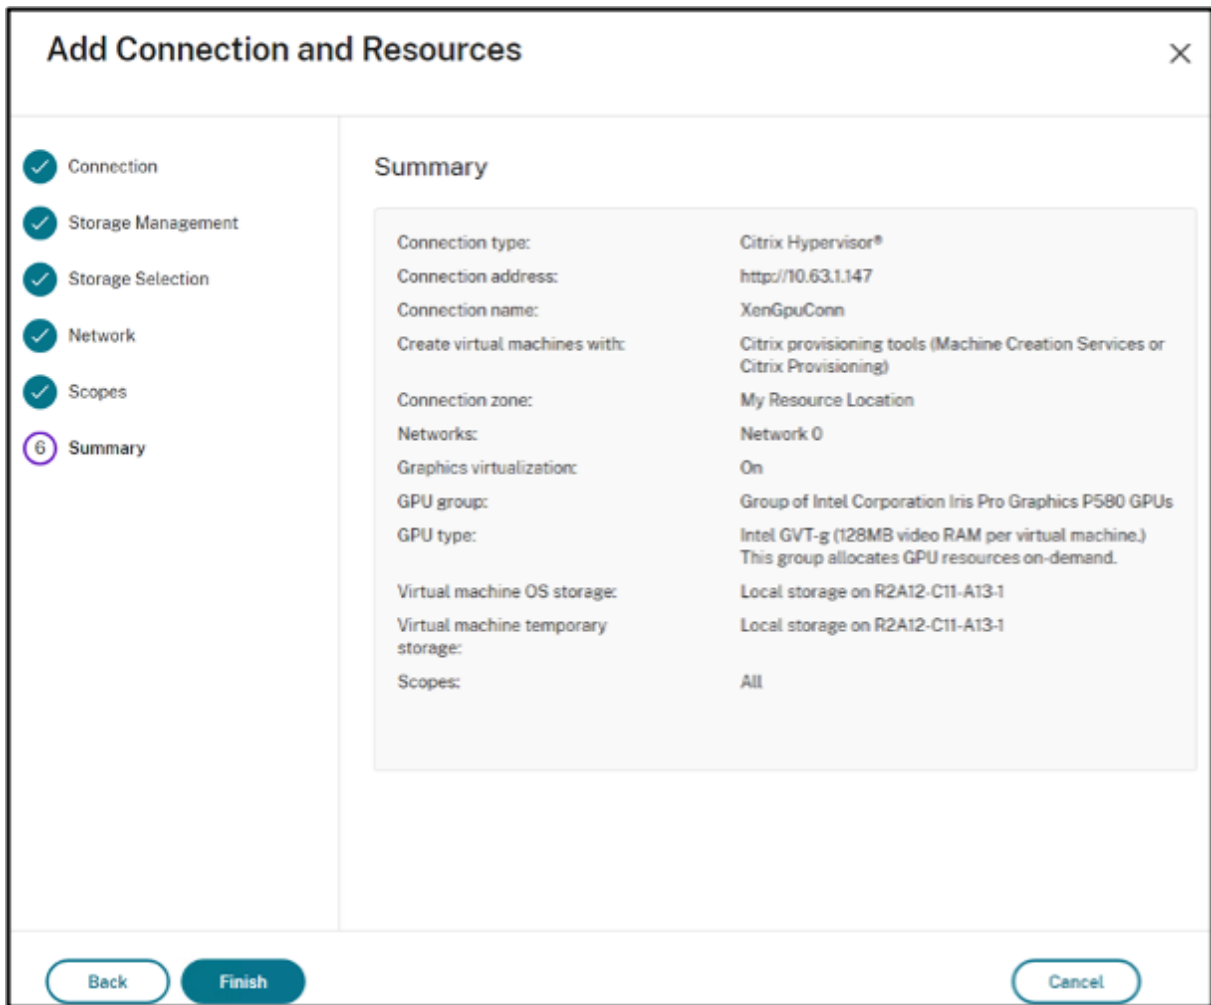 Add Connection and Resources
Connection
Storage Management
Storage Selection
Network
Scopes
6 Summary
Summary
Connection type: Citrix Hypervisor®
Connection address: http://10.63.1.147
Connection name: XenGpuConn
Create virtual machines with: Citrix provisioning tools (Machine Creation Services or
Citrix Provisioning)
Connection zone: My Resource Location
Networks: Network 0
Graphics virtualization: On
GPU group: Group of Intel Corporation Iris Pro Graphics P580 GPUs
GPU type: Intel GVT-g (128MB video RAM per virtual machine.)
This group allocates GPU resources on-demand.
Virtual machine OS storage: Local storage on R2A12-C11-A13-1
Virtual machine temporary Local storage on R2A12-C11-A13-1
storage:
Scopes: All
Back Finish Cancel